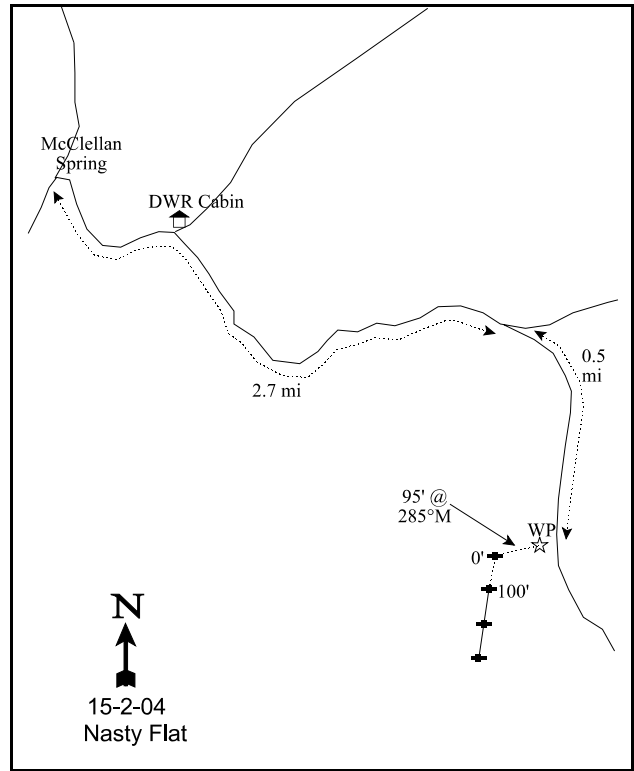 McClellan
Spring
DWR Cabin
0.5
mi
2.7 mi
95' @
285°M
WP
0'
100'
N
15-2-04
Nasty Flat